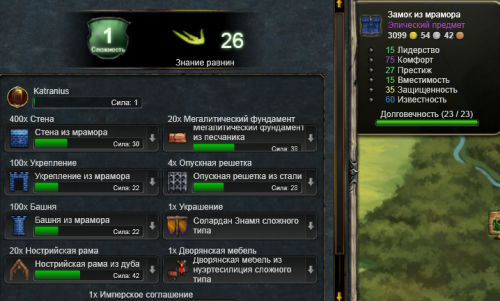 1
Сложность
26
Знание равнин
Katranius
Сила: 1
400x Стена
Стена из мрамора
Сила: 30
20x Мегалитический фундамент
Мегалитический фундамент
из песчаника
Сила: 38
100x Укрепление
Укрепление из мрамора
Сила: 22
4x Опускная решетка
Опускная решетка из стали
Сила: 28
100x Башня
Башня из мрамора
Сила: 22
1x Украшение
Солардан Знамя сложного
типа
20x Нострийская рама
Нострийская рама из дуба
Сила: 42
1x Дворянская мебель
Дворянская мебель из
нуэртесилиция сложного
типа
1x Имперское соглашение
Замок из мрамора
Эпический предмет
3099 54 42
15 Лидерство
75 Комфорт
27 Престиж
15 Вместимость
35 Защищенность
60 Известность
Долговечность (23 / 23)